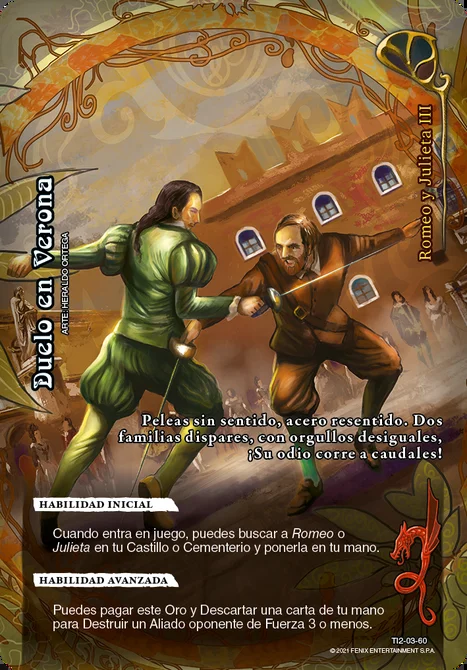 Romeo y Julieta III
Duelo en Verona
ARTE: HERALDO ORTEGA
Peleas sin sentido, acero resentido. Dos
familias dispares, con orgullos desiguales,
¡Su odio corre a caudales!
HABILIDAD INICIAL
Cuando entra en juego, puedes buscar a Romeo o
Julieta en tu Castillo o Cementerio y ponerla en tu mano.
HABILIDAD AVANZADA
Puedes pagar este Oro y Descartar una carta de tu mano
para Destruir un Aliado oponente de Fuerza 3 o menos.
TI2-03-60
© 2021 FENIX ENTERTAINMENT S.P.A.